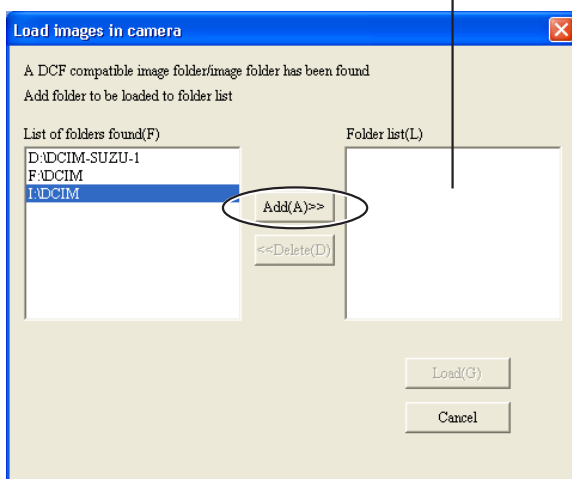 Load images in camera
A DCF compatible image folder/image folder has been found
Add folder to be loaded to folder list
List of folders found(F)
Folder list(L)
D:\DCIM-SUZU-1
F:\DCIM
I:\DCIM
Add(A)>>
<<Delete(D)
Load(G)
Cancel